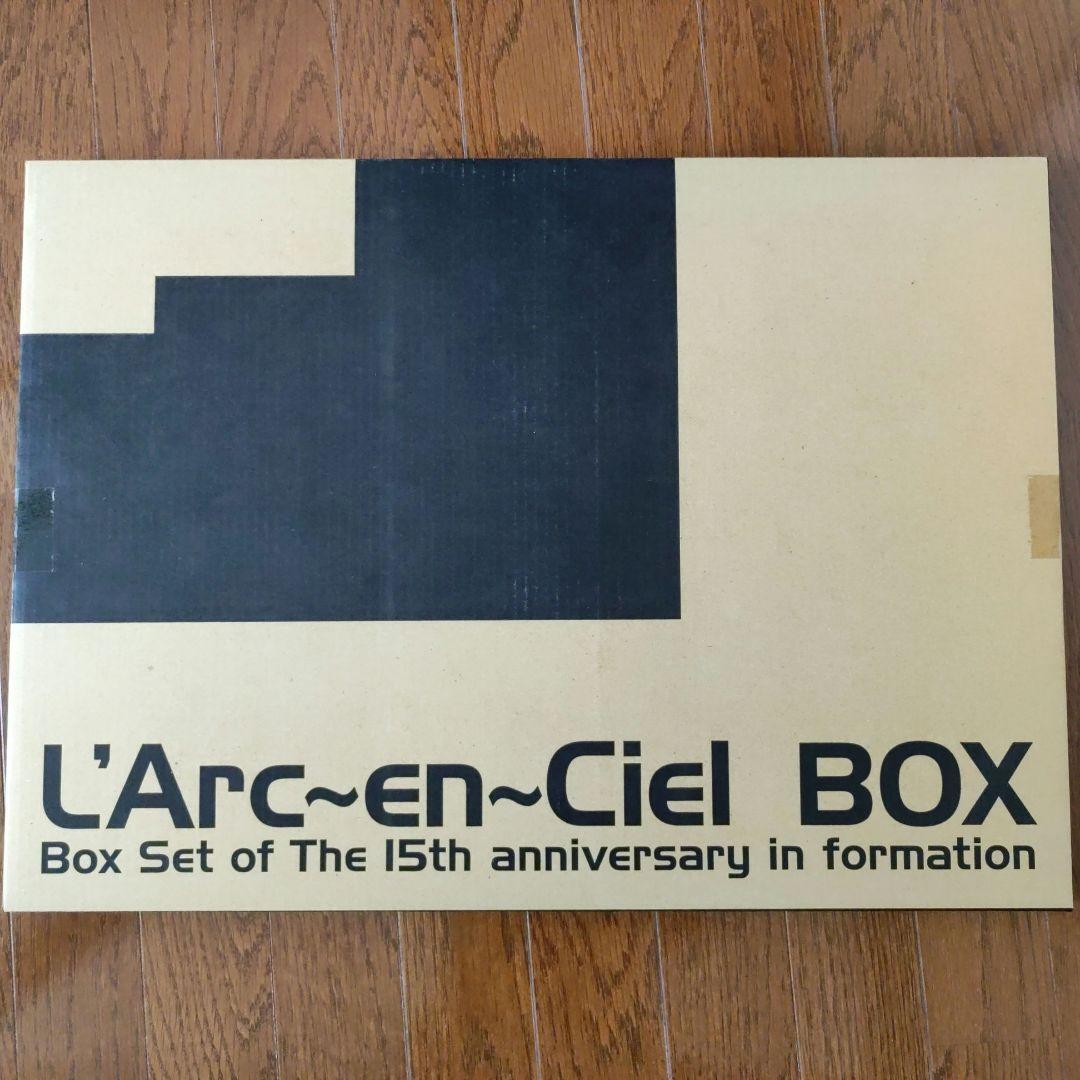 L'Arc~en~Ciel BOX
Box Set of The 15th anniversary in formation